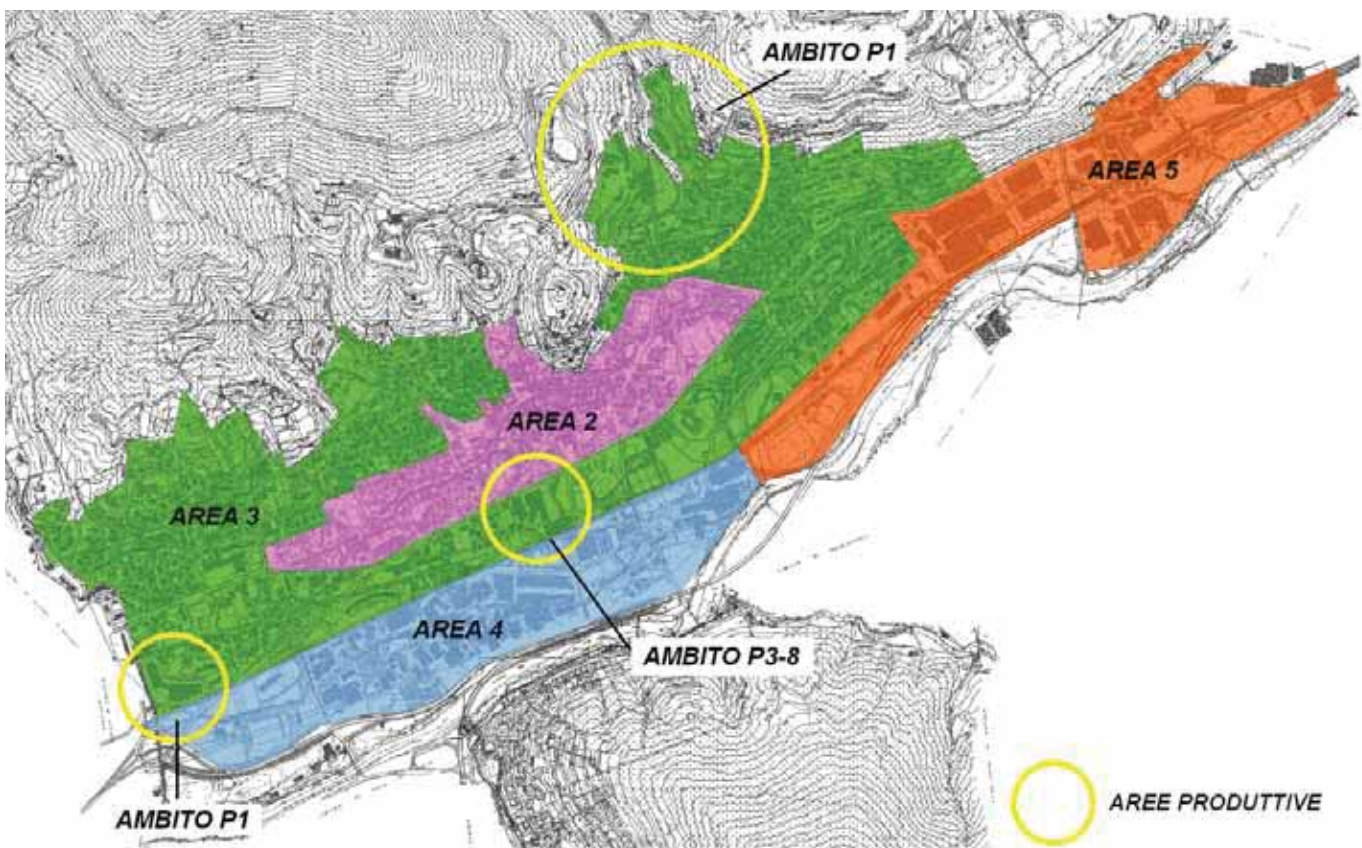 AMBITO P1
AREA 5
AREA 2
AREA 3
AREA 4
AMBITO P3-8
AMBITO P1
AREE PRODUTTIVE